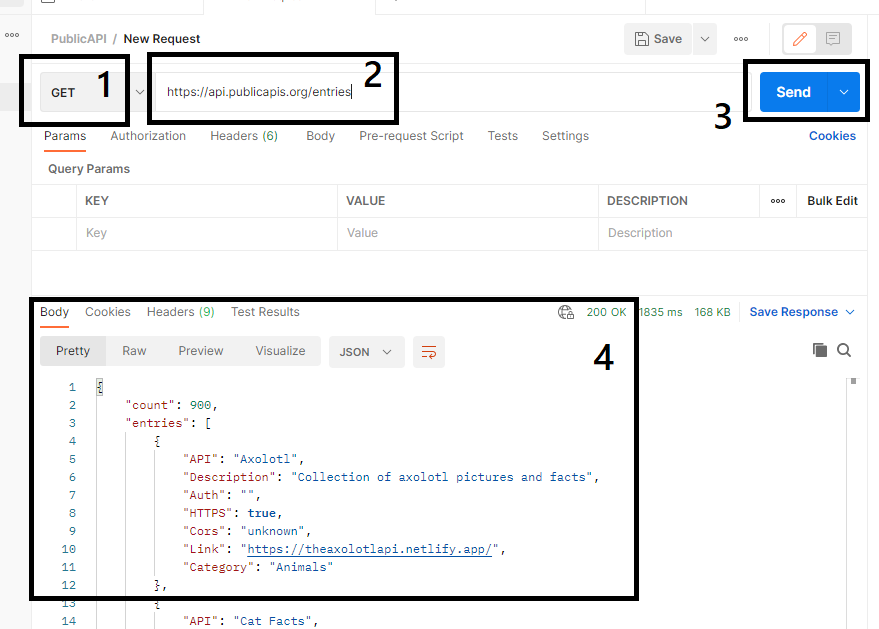 PublicAPI / New Request
Save
GET 1 https://api.publicapis.org/entries 2 Send 3
Params Authorization Headers (6) Body Pre-request Script Tests Settings Cookies
Query Params
KEY VALUE DESCRIPTION Bulk Edit
Key Value Description
Body Cookies Headers (9) Test Results 200 OK 1835 ms 168 KB Save Response
Pretty Raw Preview Visualize JSON 4
1 {
2 "count": 900,
3 "entries": [
4 {
5 "API": "Axolotl",
6 "Description": "Collection of axolotl pictures and facts",
7 "Auth": "",
8 "HTTPS": true,
9 "Cors": "unknown",
10 "Link": "https://theaxolotlapi.netlify.app/",
11 "Category": "Animals"
12 },
13 {
14 "API": "Cat Facts",